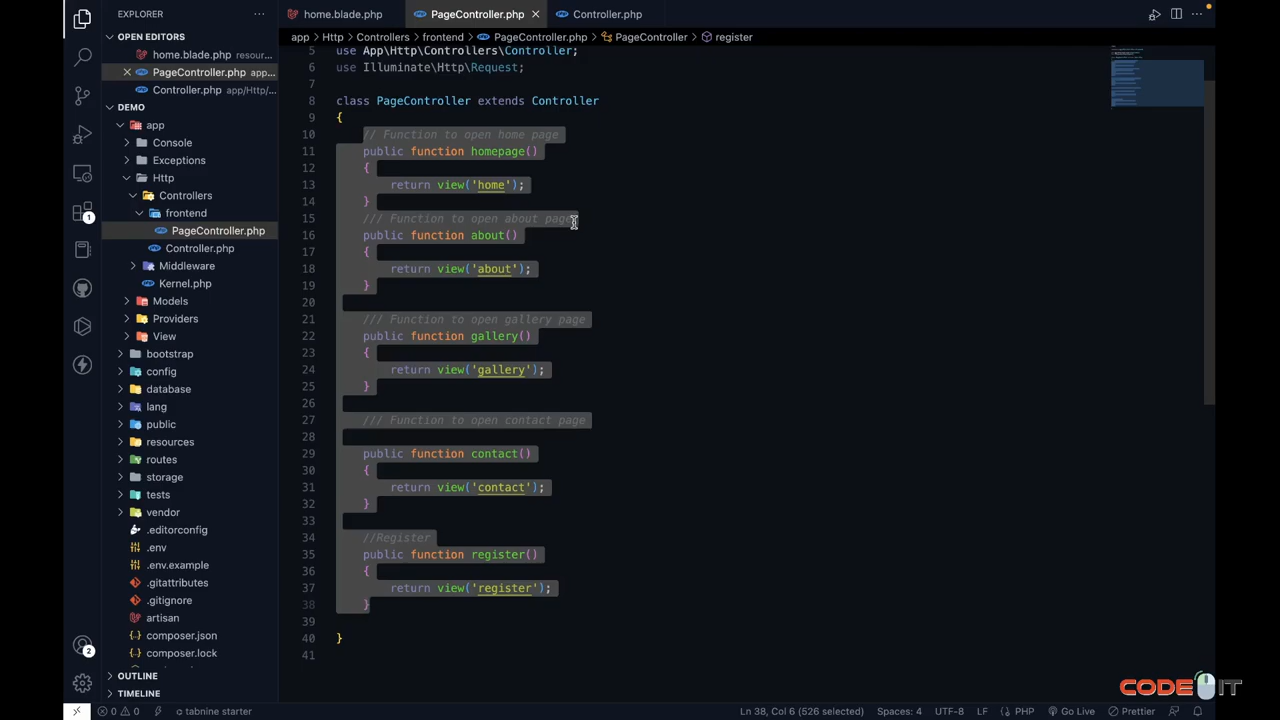 EXPLORER
home.blade.php
PageController.php
Controller.php
OPEN EDITORS
home.blade.php resour...
PageController.php app...
Controller.php app/Http/...
DEMO
app
Console
Exceptions
Http
Controllers
frontend
PageController.php
Controller.php
Middleware
Kernel.php
Models
Providers
View
bootstrap
config
database
lang
public
resources
routes
storage
tests
vendor
.editorconfig
.env
.env.example
.gitattributes
.gitignore
artisan
composer.json
composer.lock
OUTLINE
TIMELINE
1
2
app > Http > Controllers > frontend > PageController.php > PageController > register
5 use App\Http\Controllers\Controller;
6 use Illuminate\Http\Request;
7
8 class PageController extends Controller
9 {
10 // Function to open home page
11 public function homepage()
12 {
13 return view('home');
14 }
15 /// Function to open about page
16 public function about()
17 {
18 return view('about');
19 }
20
21 /// Function to open gallery page
22 public function gallery()
23 {
24 return view('gallery');
25 }
26
27 /// Function to open contact page
28
29 public function contact()
30 {
31 return view('contact');
32 }
33
34 //Register
35 public function register()
36 {
37 return view('register');
38 }
39
40 }
41
CODE IT
0 0 tabnine starter Ln 38, Col 6 (526 selected) Spaces: 4 UTF-8 LF PHP Go Live Prettier